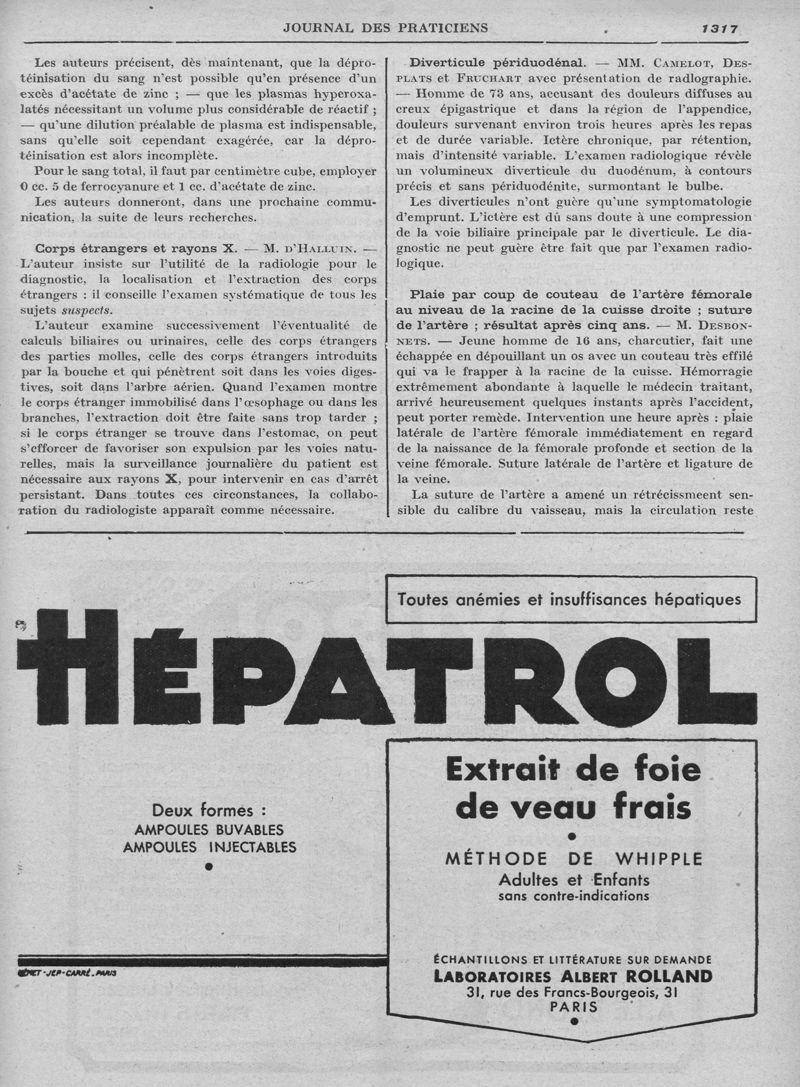 JOURNAL DES PRATICIENS 1317
Les auteurs précisent, dès maintenant, que la dépro-
téinisation du sang n'est possible qu'en présence d'un
excès d'acétate de zinc ; — que les plasmas hyperoxa-
latés nécessitant un volume plus considérable de réactif ;
— qu'une dilution préalable de plasma est indispensable,
sans qu'elle soit cependant exagérée, car la dépro-
téinisation est alors incomplète.
Pour le sang total, il faut par centimètre cube, employer
0 cc. 5 de ferrocyanure et 1 cc. d'acétate de zinc.
Les auteurs donneront, dans une prochaine commu-
nication, la suite de leurs recherches.
Corps étrangers et rayons X. — M. D'HALLUIN. —
L'auteur insiste sur l'utilité de la radiologie pour le
diagnostic, la localisation et l'extraction des corps
étrangers : il conseille l'examen systématique de tous les
sujets suspects.
L'auteur examine successivement l'éventualité de
calculs biliaires ou urinaires, celle des corps étrangers
des parties molles, celle des corps étrangers introduits
par la bouche et qui pénètrent soit dans les voies diges-
tives, soit dans l'arbre aérien. Quand l'examen montre
le corps étranger immobilisé dans l'œsophage ou dans les
branches, l'extraction doit être faite sans trop tarder ;
si le corps étranger se trouve dans l'estomac, on peut
s'efforcer de favoriser son expulsion par les voies natu-
relles, mais la surveillance journalière du patient est
nécessaire aux rayons X, pour intervenir en cas d'arrêt
persistant. Dans toutes ces circonstances, la collabo-
ration du radiologiste apparaît comme nécessaire.
Diverticule périduodénal. — MM. CAMELOT, DES-
PLATS et FRUCHART avec présentation de radiographie.
— Homme de 73 ans, accusant des douleurs diffuses au
creux épigastrique et dans la région de l'appendice,
douleurs survenant environ trois heures après les repas
et de durée variable. Ictère chronique, par rétention,
mais d'intensité variable. L'examen radiologique révèle
un volumineux diverticule du duodénum, à contours
précis et sans périduodénite, surmontant le bulbe.
Les diverticules n'ont guère qu'une symptomatologie
d'emprunt. L'ictère est dû sans doute à une compression
de la voie biliaire principale par le diverticule. Le dia-
gnostic ne peut guère être fait que par l'examen radio-
logique.
Plaie par coup de couteau de l'artère fémorale
au niveau de la racine de la cuisse droite ; suture
de l'artère ; résultat après cinq ans. — M. DESBON-
NETS. — Jeune homme de 16 ans, charcutier, fait une
échappée en dépouillant un os avec un couteau très effilé
qui va le frapper à la racine de la cuisse. Hémorragie
extrêmement abondante à laquelle le médecin traitant,
arrivé heureusement quelques instants après l'accident,
peut porter remède. Intervention une heure après : plaie
latérale de l'artère fémorale immédiatement en regard
de la naissance de la fémorale profonde et section de la
veine fémorale. Suture latérale de l'artère et ligature de
la veine.
La suture de l'artère a amené un rétrécissmeent sen-
sible du calibre du vaisseau, mais la circulation reste
Toutes anémies et insuffisances hépatiques
HÉPATROL
Deux formes :
AMPOULES BUVABLES
AMPOULES INJECTABLES
Extrait de foie
de veau frais
MÉTHODE DE WHIPPLE
Adultes et Enfants
sans contre-indications
ÉCHANTILLONS ET LITTÉRATURE SUR DEMANDE
LABORATOIRES ALBERT ROLLAND
31, rue des Francs-Bourgeois, 31
PARIS
JEP-CARRÉ.PARIS